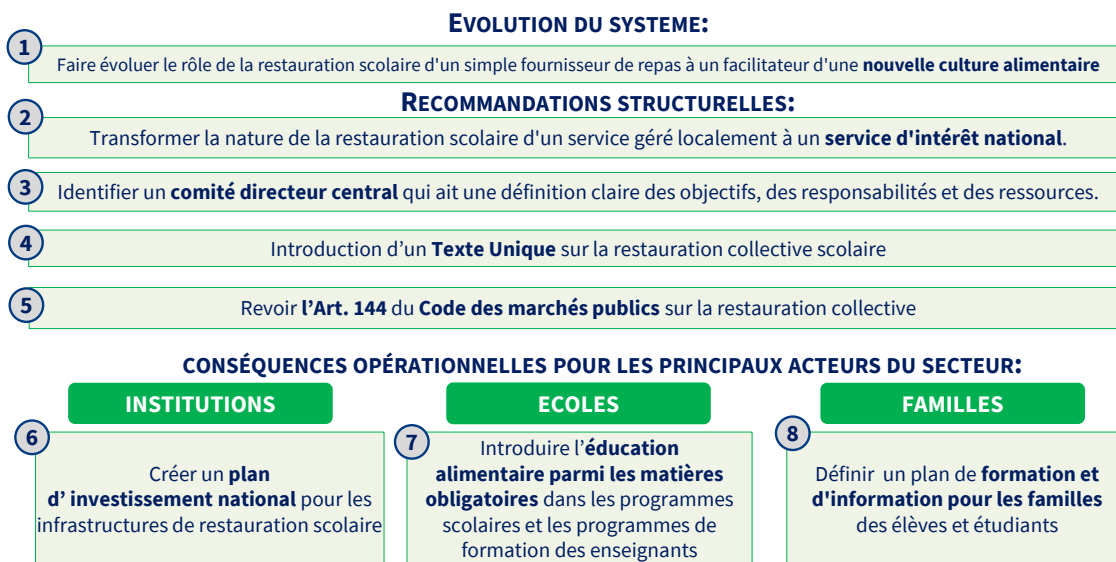 EVOLUTION DU SYSTEME:
1
Faire évoluer le rôle de la restauration scolaire d'un simple fournisseur de repas à un facilitateur d'une nouvelle culture alimentaire
RECOMMANDATIONS STRUCTURELLES:
2
Transformer la nature de la restauration scolaire d'un service géré localement à un service d'intérêt national.
3
Identifier un comité directeur central qui ait une définition claire des objectifs, des responsabilités et des ressources.
4
Introduction d’un Texte Unique sur la restauration collective scolaire
5
Revoir l’Art. 144 du Code des marchés publics sur la restauration collective
CONSÉQUENCES OPÉRATIONNELLES POUR LES PRINCIPAUX ACTEURS DU SECTEUR:
INSTITUTIONS
6
Créer un plan
d’ investissement national pour les
infrastructures de restauration scolaire
ECOLES
7
Introduire l’éducation
alimentaire parmi les matières
obligatoires dans les programmes
scolaires et les programmes de
formation des enseignants
FAMILLES
8
Définir un plan de formation et
d'information pour les familles
des élèves et étudiants